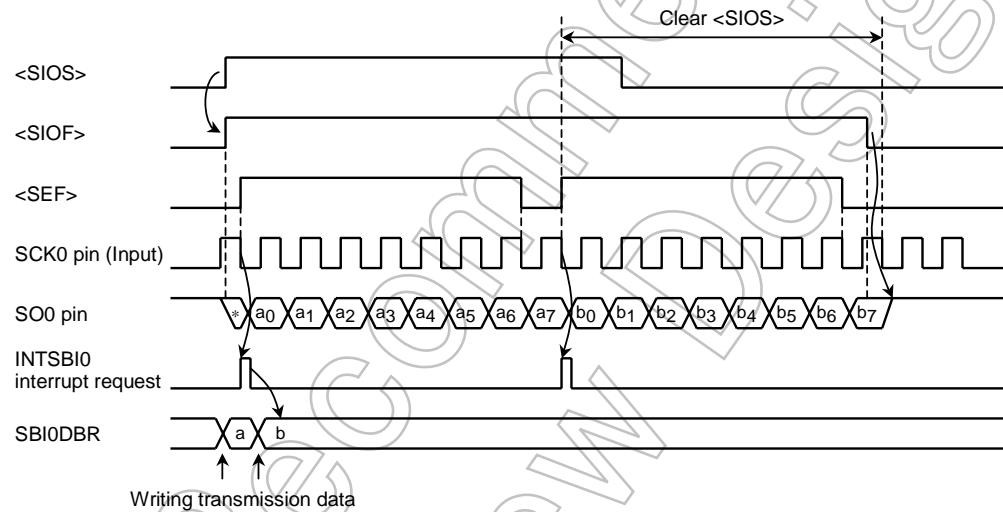 Clear <SIOS>
<SIOS>
<SIOF>
<SEF>
SCK0 pin (Input)
SO0 pin
* a0 a1 a2 a3 a4 a5 a6 a7 b0 b1 b2 b3 b4 b5 b6 b7
INTSBI0
interrupt request
SBI0DBR
a b
Writing transmission data